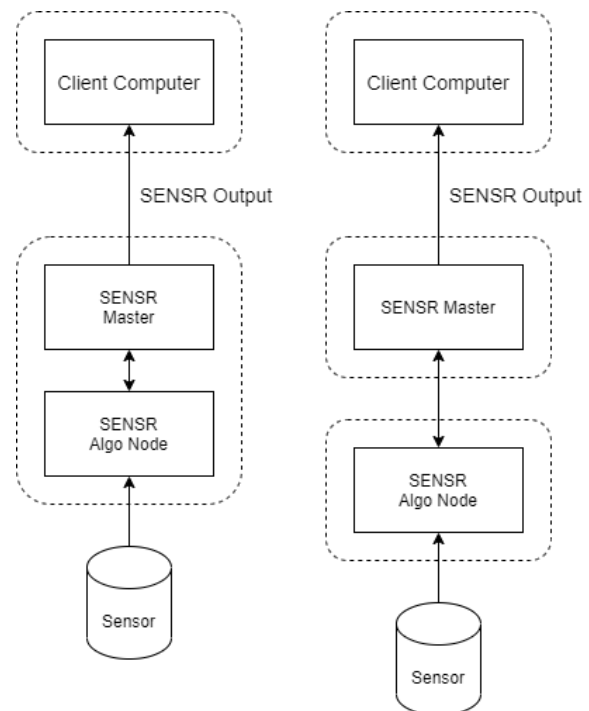 Client Computer
SENSR Output
SENSR
Master
SENSR
Algo Node
Sensor
Client Computer
SENSR Output
SENSR Master
SENSR
Algo Node
Sensor